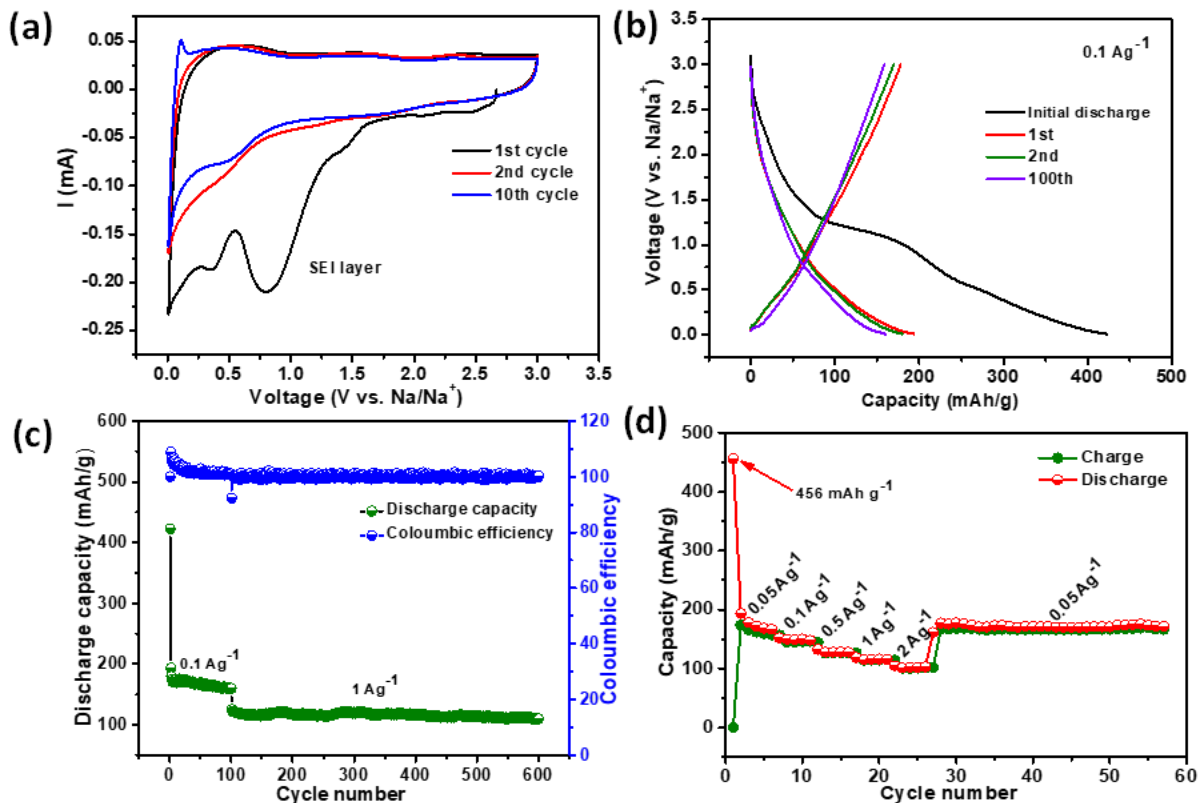 (a)
0.05
0.00
-0.05
-0.10
-0.15
-0.20
-0.25
I (mA)
1st cycle
2nd cycle
10th cycle
SEI layer
0.0 0.5 1.0 1.5 2.0 2.5 3.0 3.5
Voltage (V vs. Na/Na⁺)
(b)
0.1 Ag⁻¹
3.5
3.0
2.5
2.0
1.5
1.0
0.5
0.0
Voltage (V vs. Na/Na⁺)
Initial discharge
1st
2nd
100th
0 100 200 300 400 500
Capacity (mAh/g)
(c)
600
500
400
300
200
100
Discharge capacity (mAh/g)
120
100
80
60
40
20
0
Coloumbic efficiency
Discharge capacity
Coloumbic efficiency
0.1 Ag⁻¹
1 Ag⁻¹
0 100 200 300 400 500 600
Cycle number
(d)
500
400
300
200
100
0
Capacity (mAh/g)
Charge
Discharge
456 mAh g⁻¹
0.05Ag⁻¹
0.1Ag⁻¹
0.5Ag⁻¹
1Ag⁻¹
2Ag⁻¹
0.05Ag⁻¹
0 10 20 30 40 50 60
Cycle number